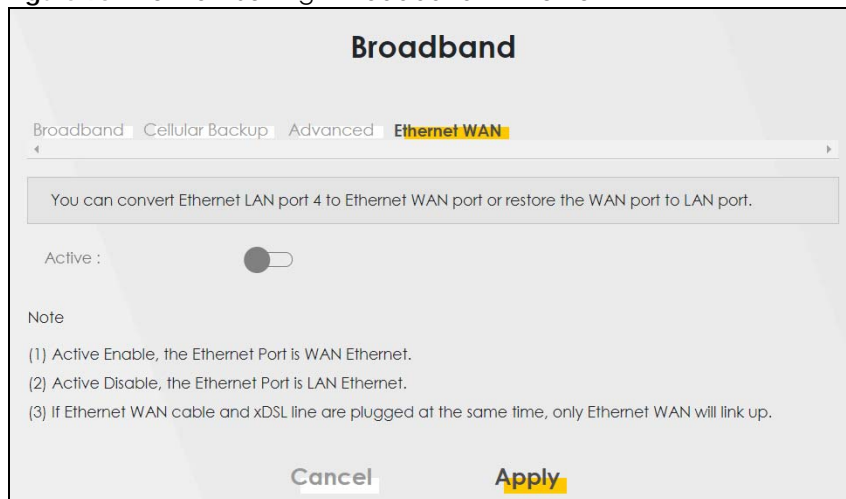 Broadband
Broadband Cellular Backup Advanced Ethernet WAN
You can convert Ethernet LAN port 4 to Ethernet WAN port or restore the WAN port to LAN port.
Active :
Note
(1) Active Enable, the Ethernet Port is WAN Ethernet.
(2) Active Disable, the Ethernet Port is LAN Ethernet.
(3) If Ethernet WAN cable and xDSL line are plugged at the same time, only Ethernet WAN will link up.
Cancel Apply